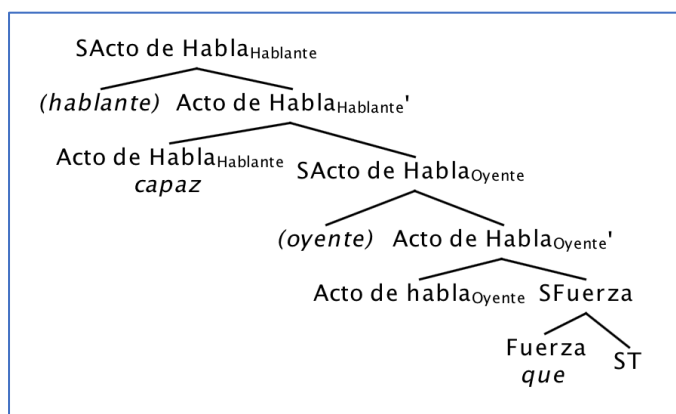 SActo de HablaHablante
(hablante) Acto de HablaHablante'
Acto de HablaHablante SActo de HablaOyente
capaz
(oyente) Acto de HablaOyente'
Acto de hablaOyente SFuerza
Fuerza ST
que